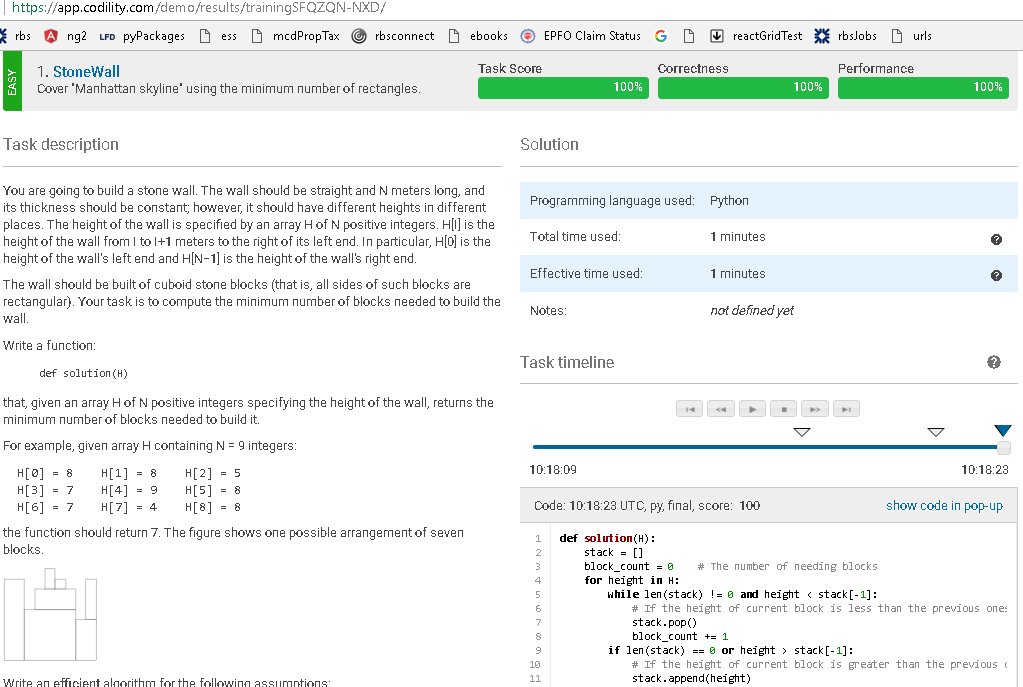 https://app.codility.com/demo/results/trainingSFQZQN-NXD/
rbs ng2 LFD pyPackages ess mcdPropTax rbsconnect ebooks EPFO Claim Status reactGridTest rbsJobs urls
EASY
1. StoneWall
Cover "Manhattan skyline" using the minimum number of rectangles.
Task Score
100%
Correctness
100%
Performance
100%
Task description
You are going to build a stone wall. The wall should be straight and N meters long, and
its thickness should be constant; however, it should have different heights in different
places. The height of the wall is specified by an array H of N positive integers. H[I] is the
height of the wall from I to I+1 meters to the right of its left end. In particular, H[0] is the
height of the wall's left end and H[N−1] is the height of the wall's right end.
The wall should be built of cuboid stone blocks (that is, all sides of such blocks are
rectangular). Your task is to compute the minimum number of blocks needed to build the
wall.
Write a function:
def solution(H)
that, given an array H of N positive integers specifying the height of the wall, returns the
minimum number of blocks needed to build it.
For example, given array H containing N = 9 integers:
H[0] = 8 H[1] = 8 H[2] = 5
H[3] = 7 H[4] = 9 H[5] = 8
H[6] = 7 H[7] = 4 H[8] = 8
the function should return 7. The figure shows one possible arrangement of seven
blocks.
Write an efficient algorithm for the following assumptions:
Solution
Programming language used: Python
Total time used: 1 minutes
Effective time used: 1 minutes
Notes: not defined yet
Task timeline
10:18:09 10:18:23
Code: 10:18:23 UTC, py, final, score: 100 show code in pop-up
1 def solution(H):
2 stack = []
3 block_count = 0 # The number of needing blocks
4 for height in H:
5 while len(stack) != 0 and height < stack[-1]:
6 # If the height of current block is less than the previous ones
7 stack.pop()
8 block_count += 1
9 if len(stack) == 0 or height > stack[-1]:
10 # If the height of current block is greater than the previous
11 stack.append(height)